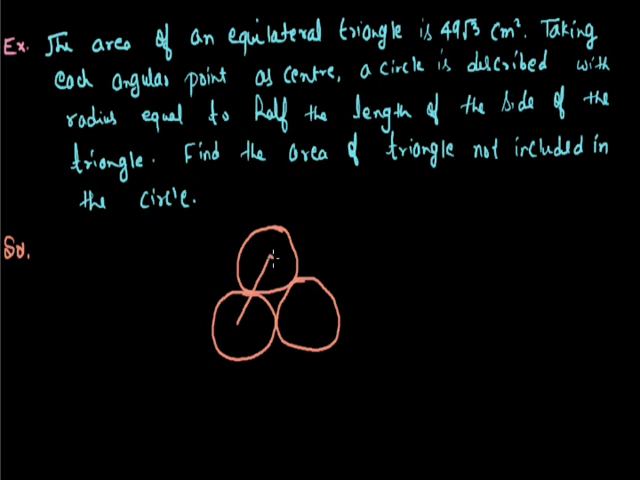 Ex. The area of an equilateral triangle is 49√3 cm². Taking
each angular point as centre, a circle is described with
radius equal to half the length of the side of the
triangle. Find the area of triangle not included in
the circle.
Sol.